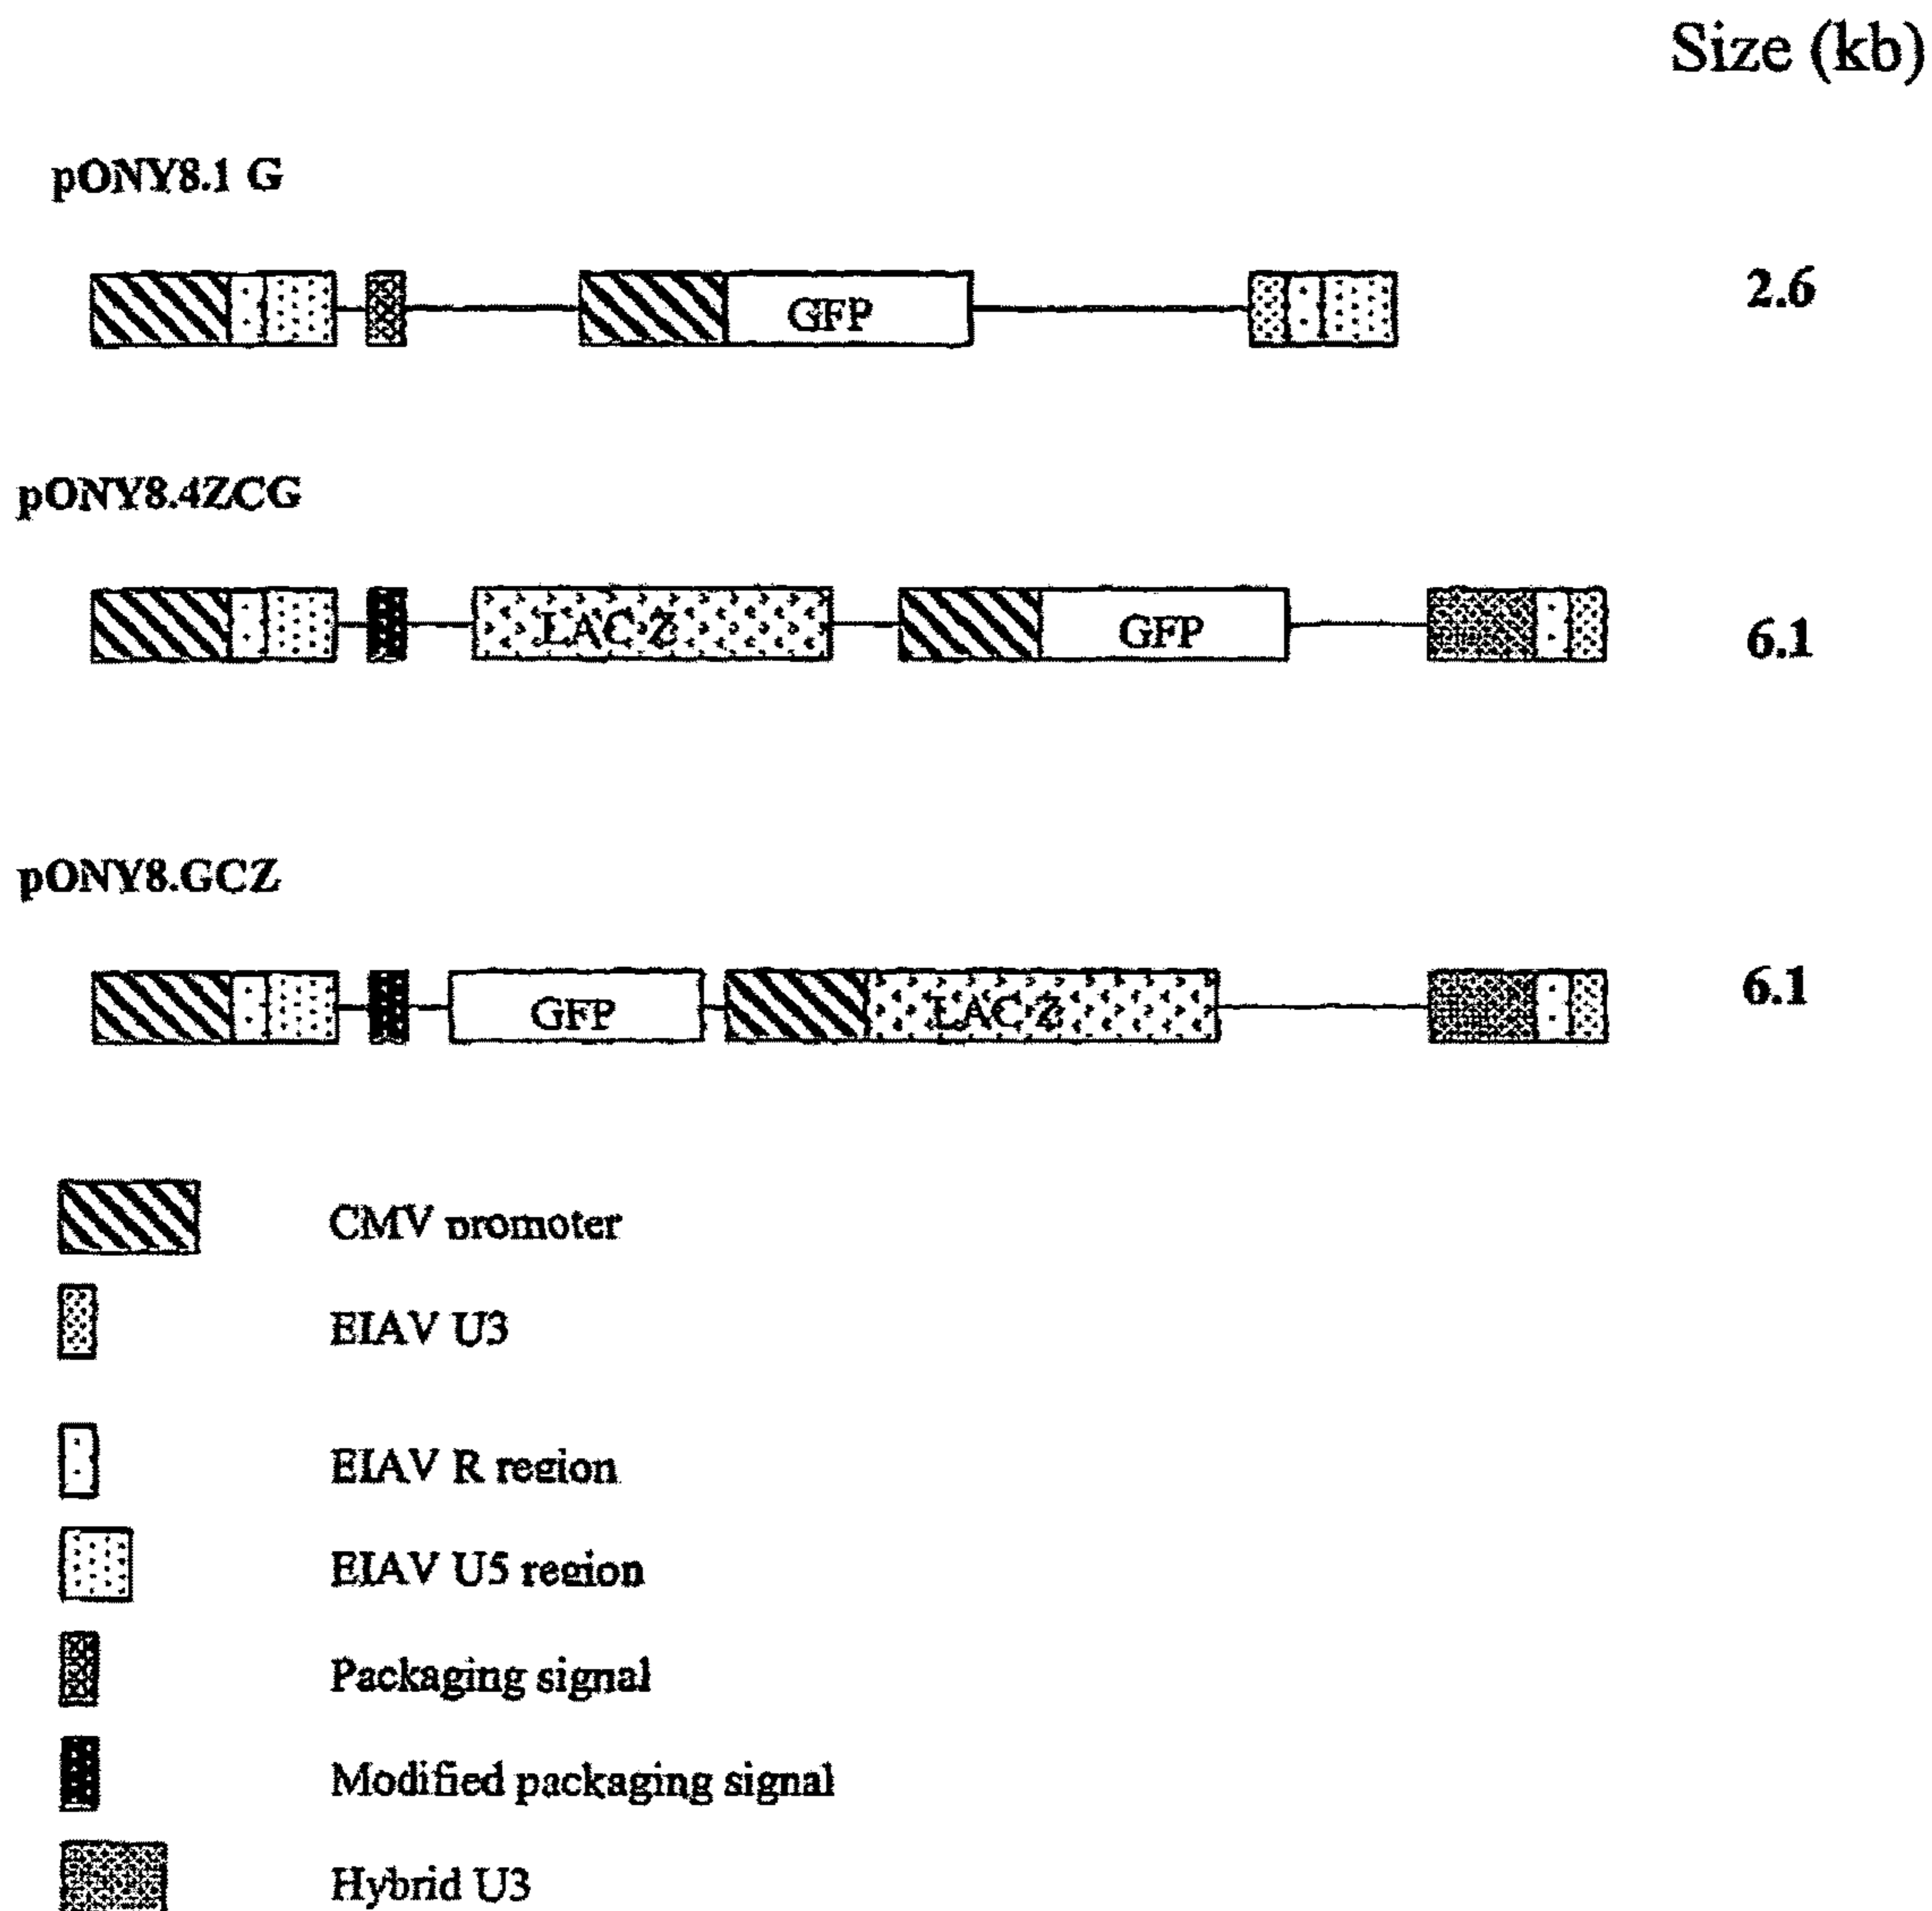 Size (kb)
pONY8.1 G
GFP
2.6
pONY8.4ZCG
LAC Z
GFP
6.1
pONY8.GCZ
GFP
LAC Z
6.1
CMV promoter
EIAV U3
EIAV R region
EIAV U5 region
Packaging signal
Modified packaging signal
Hybrid U3